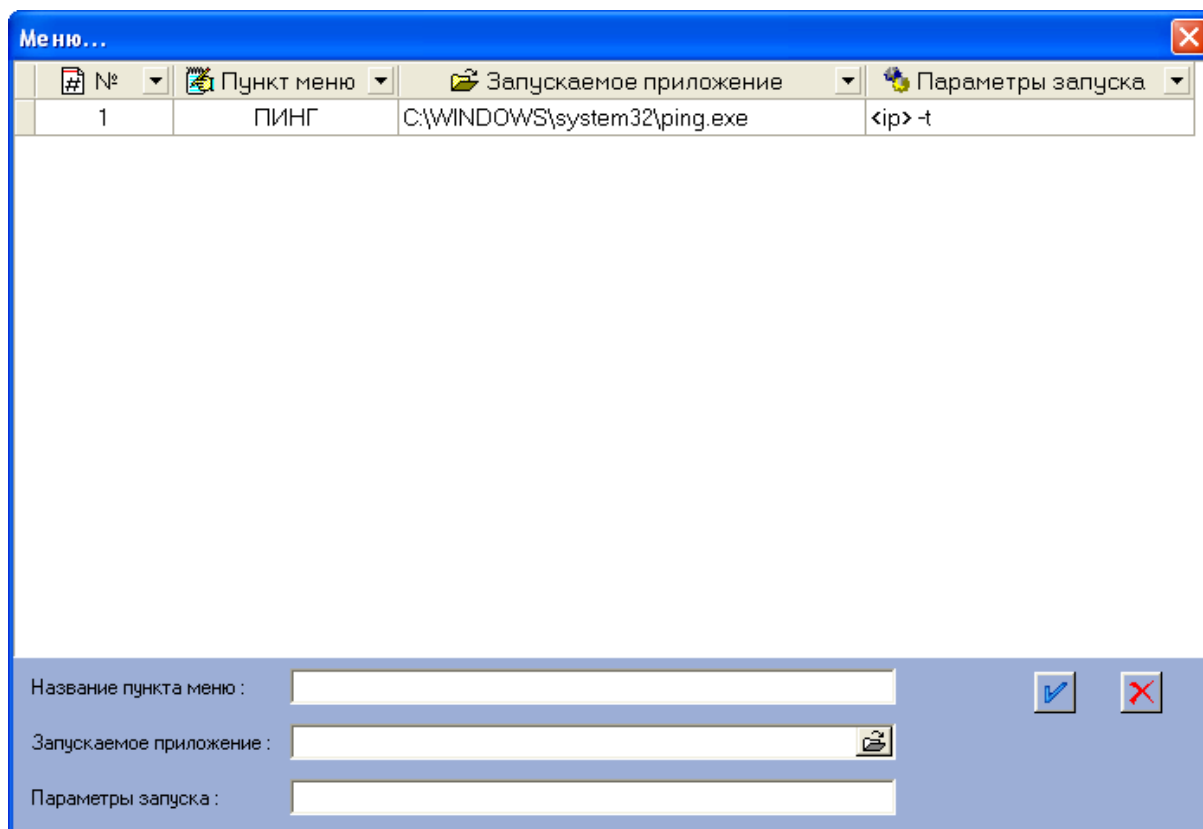 Меню...
№ Пункт меню Запускаемое приложение Параметры запуска
1 ПИНГ C:\WINDOWS\system32\ping.exe <ip> -t
Название пункта меню :
Запускаемое приложение :
Параметры запуска :